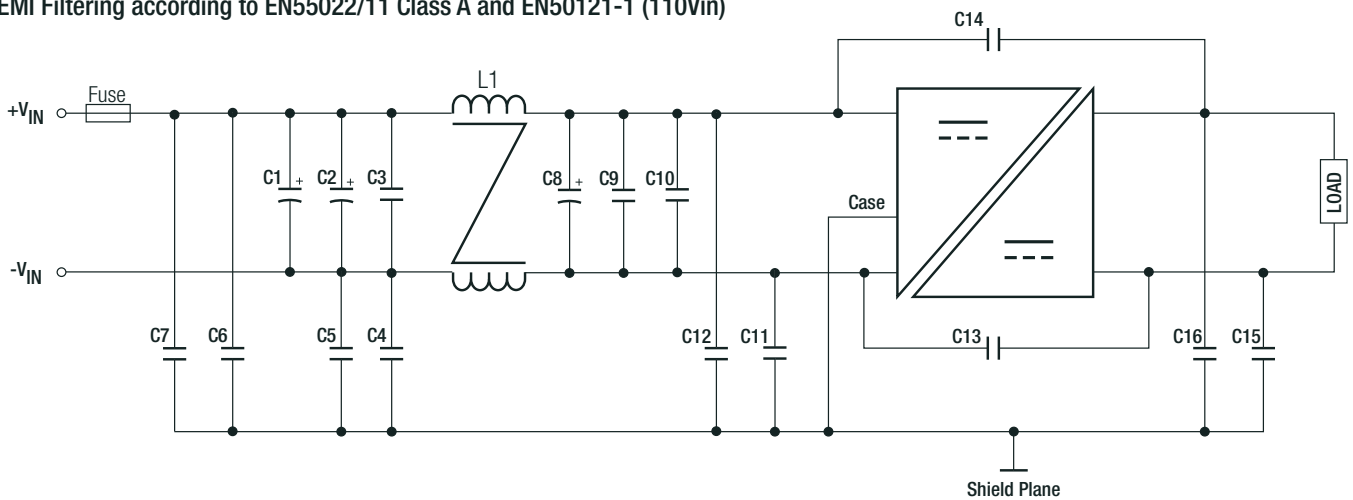 EMI Filtering according to EN55022/11 Class A and EN50121-1 (110Vin)
C14
L1
Fuse
+VIN
C1 + C2 + C3 C8 + C9 C10
Case
LOAD
-VIN
C7 C6 C5 C4 C12 C11 C13 C16 C15
Shield Plane